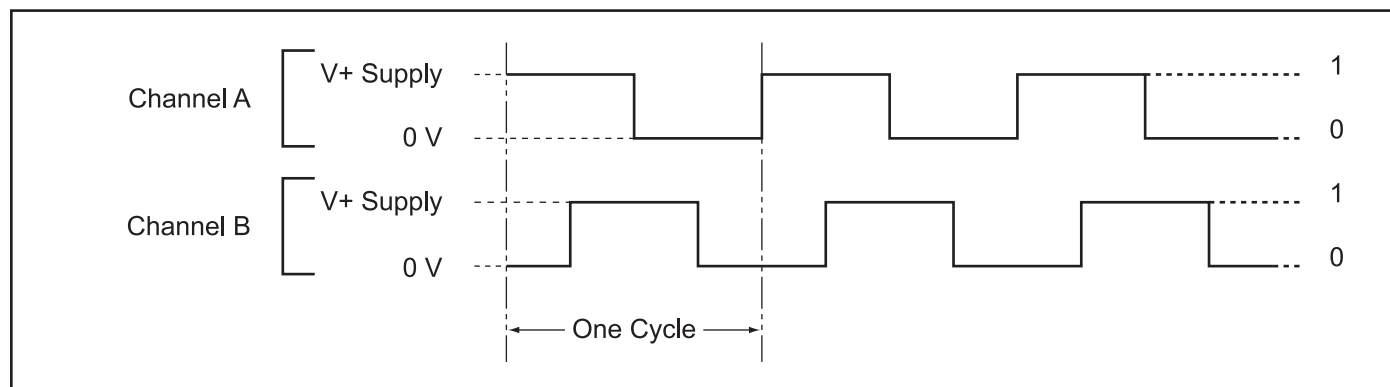 V+ Supply
1
Channel A
0 V
0
V+ Supply
1
Channel B
0 V
0
One Cycle